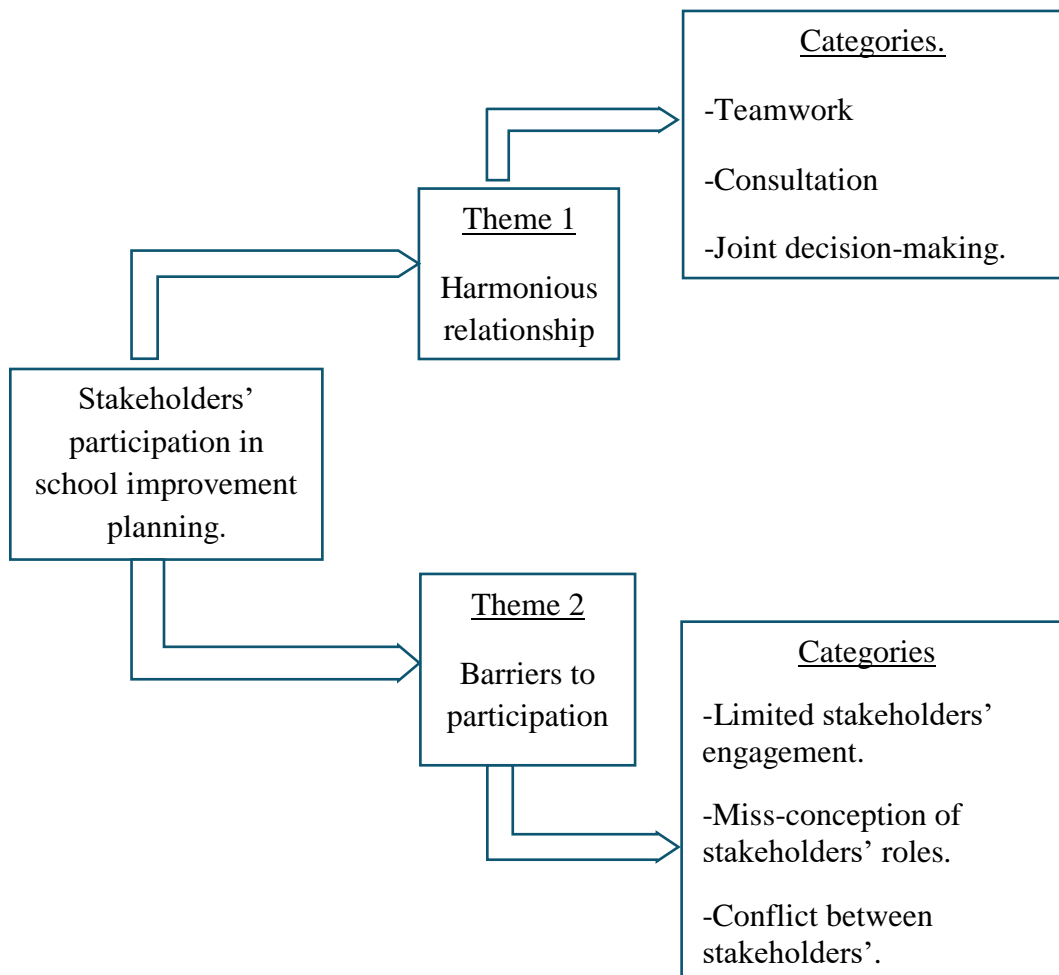 Categories.
-Teamwork
-Consultation
-Joint decision-making.
Theme 1
Harmonious
relationship
Stakeholders’
participation in
school improvement
planning.
Theme 2
Barriers to
participation
Categories
-Limited stakeholders’
engagement.
-Miss-conception of
stakeholders’ roles.
-Conflict between
stakeholders’.